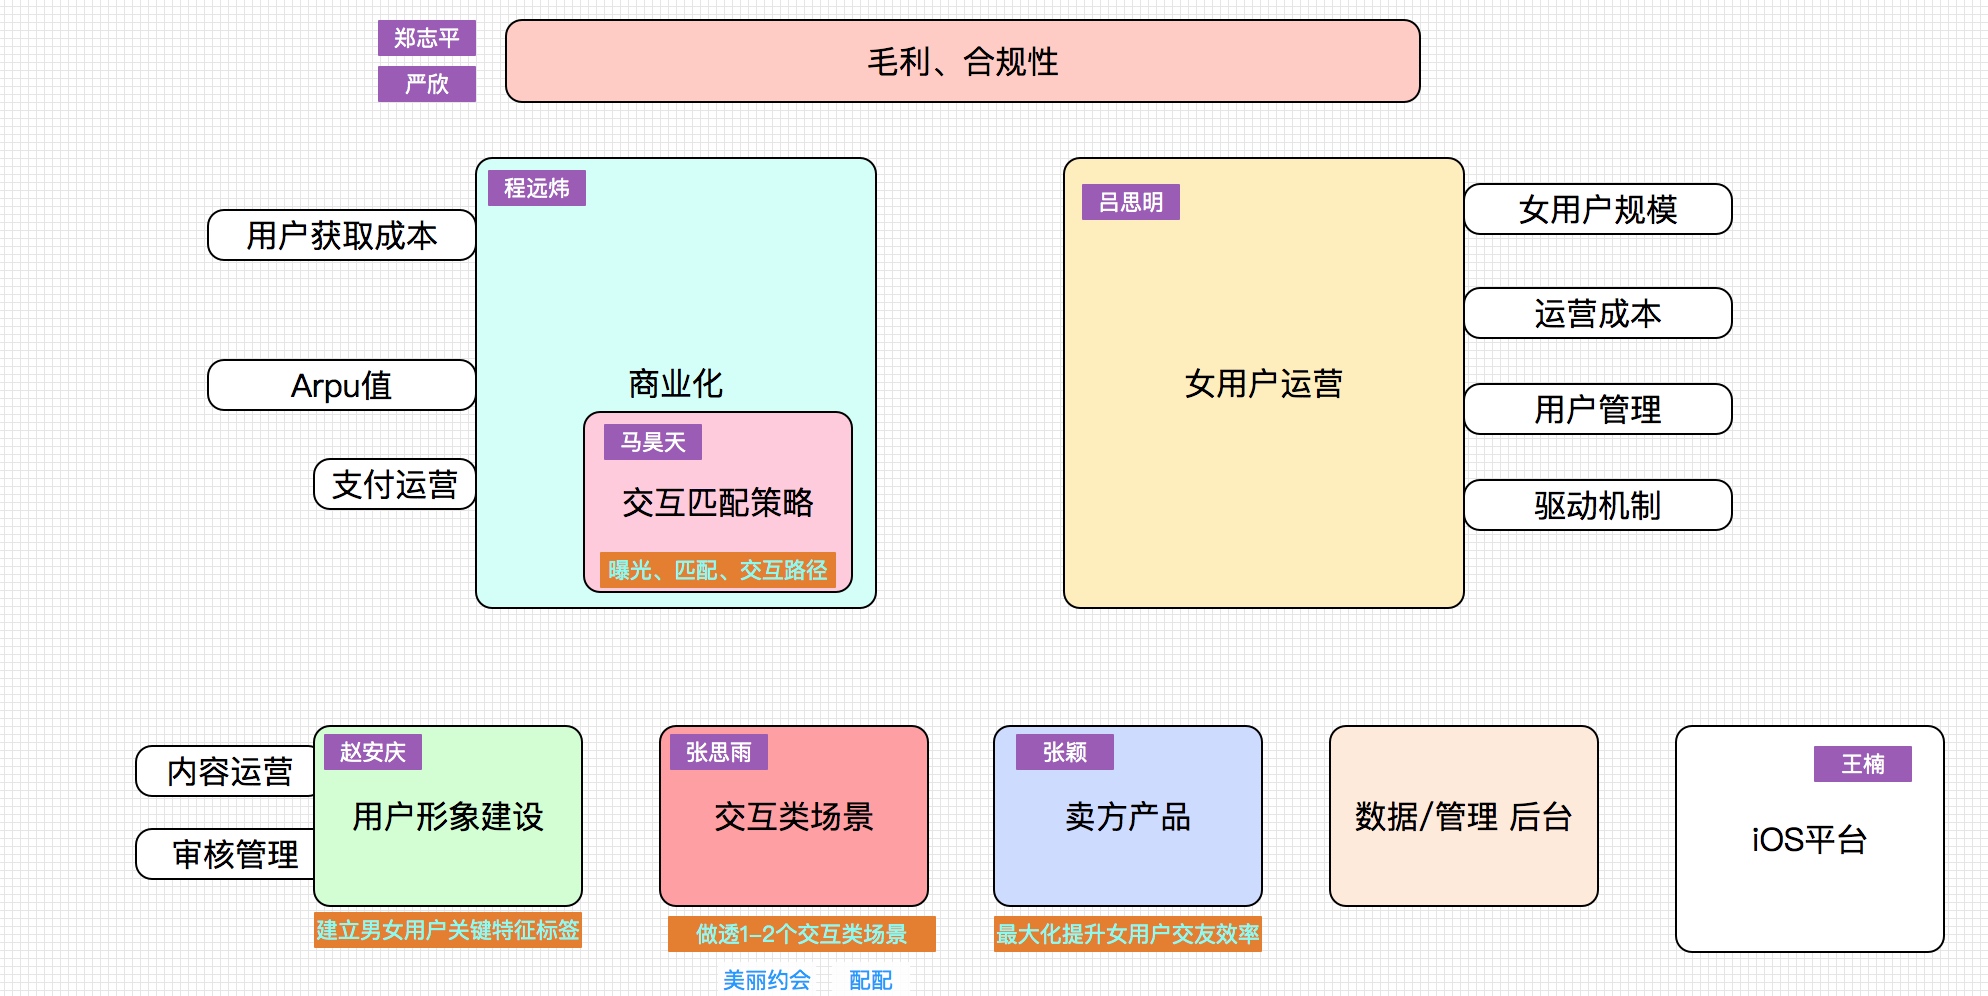 郑志平
严欣
毛利、合规性
程远炜
用户获取成本
Arpu值
支付运营
商业化
马昊天
交互匹配策略
曝光、匹配、交互路径
吕思明
女用户运营
女用户规模
运营成本
用户管理
驱动机制
内容运营
审核管理
赵安庆
用户形象建设
建立男女用户关键特征标签
张思雨
交互类场景
做透1-2个交互类场景
美丽约会
配配
张颖
卖方产品
最大化提升女用户交友效率
数据/管理 后台
王楠
iOS平台